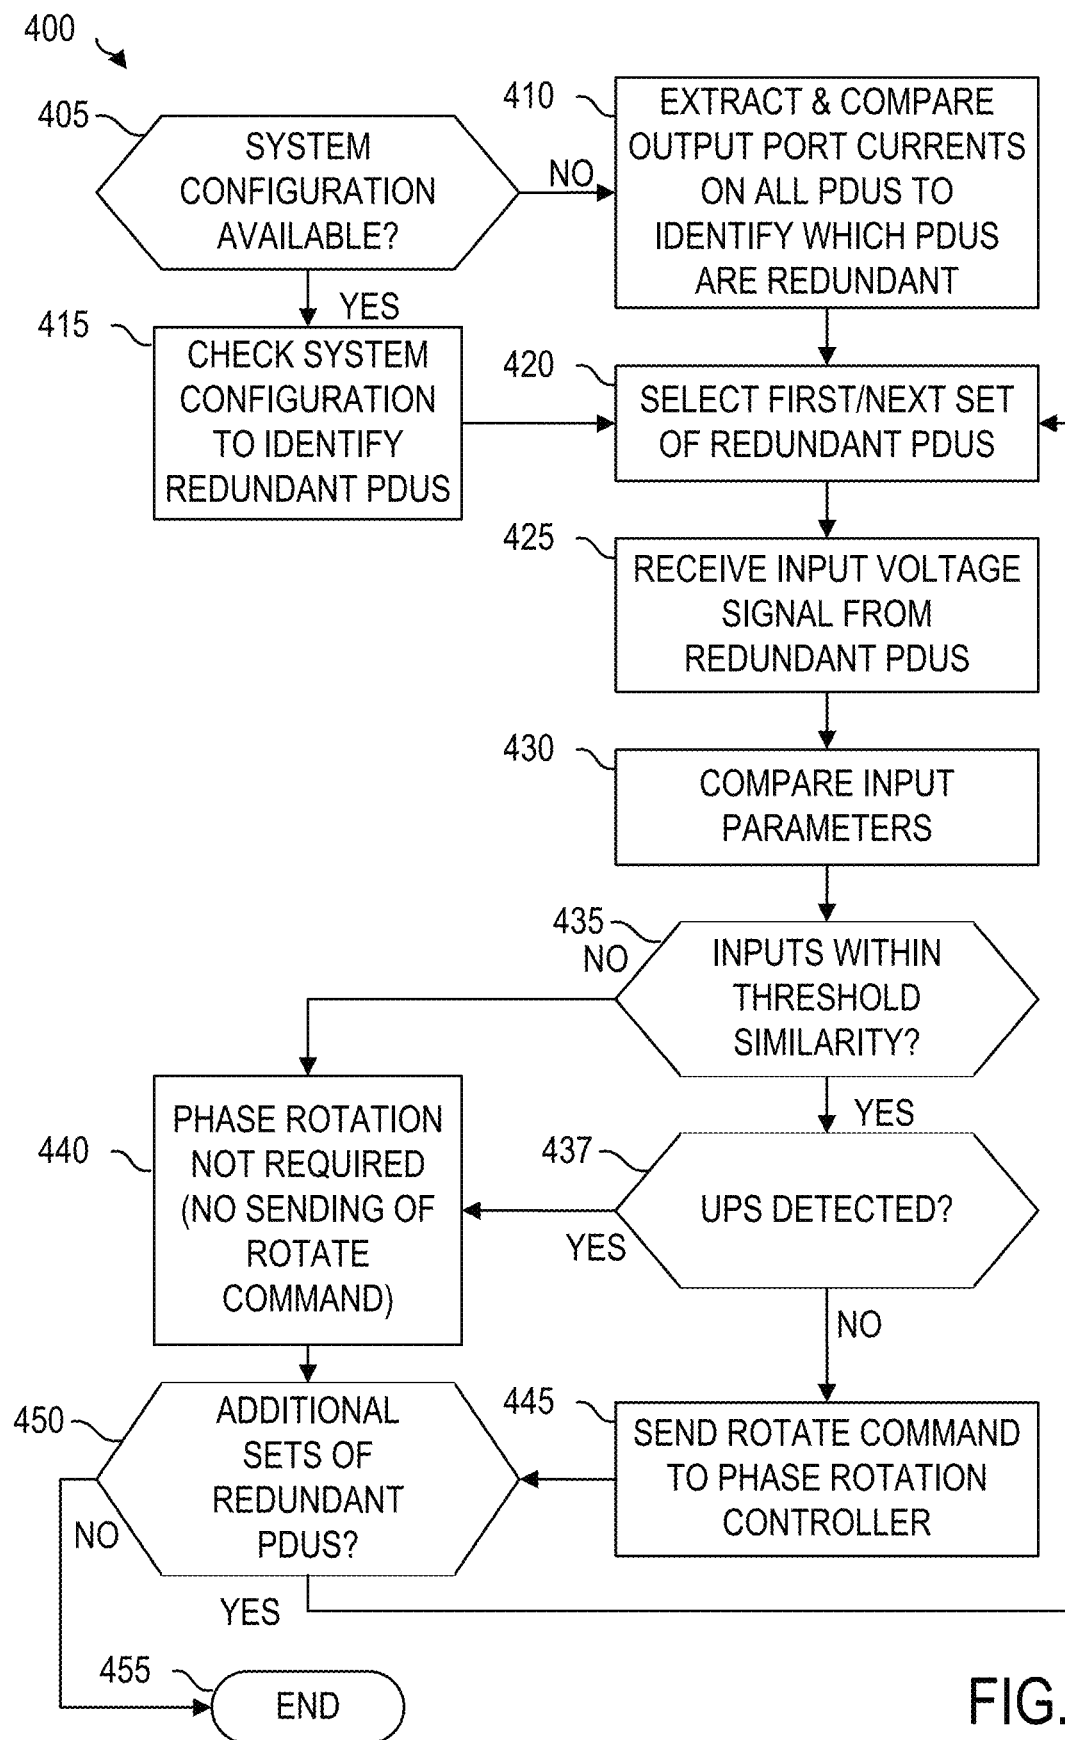 400
405
SYSTEM
CONFIGURATION
AVAILABLE?
NO
YES
410
EXTRACT & COMPARE
OUTPUT PORT CURRENTS
ON ALL PDUS TO
IDENTIFY WHICH PDUS
ARE REDUNDANT
415
CHECK SYSTEM
CONFIGURATION
TO IDENTIFY
REDUNDANT PDUS
420
SELECT FIRST/NEXT SET
OF REDUNDANT PDUS
425
RECEIVE INPUT VOLTAGE
SIGNAL FROM
REDUNDANT PDUS
430
COMPARE INPUT
PARAMETERS
435
NO
INPUTS WITHIN
THRESHOLD
SIMILARITY?
YES
437
UPS DETECTED?
YES
NO
440
PHASE ROTATION
NOT REQUIRED
(NO SENDING OF
ROTATE
COMMAND)
445
SEND ROTATE COMMAND
TO PHASE ROTATION
CONTROLLER
450
ADDITIONAL
SETS OF
REDUNDANT
PDUS?
NO
YES
455
END
FIG.